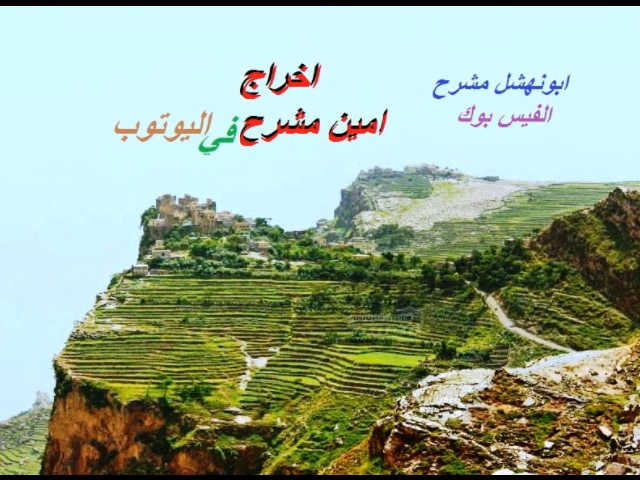 اخراج
امين مشرح في اليوتوب
ابونهشل مشرح
الفيس بوك